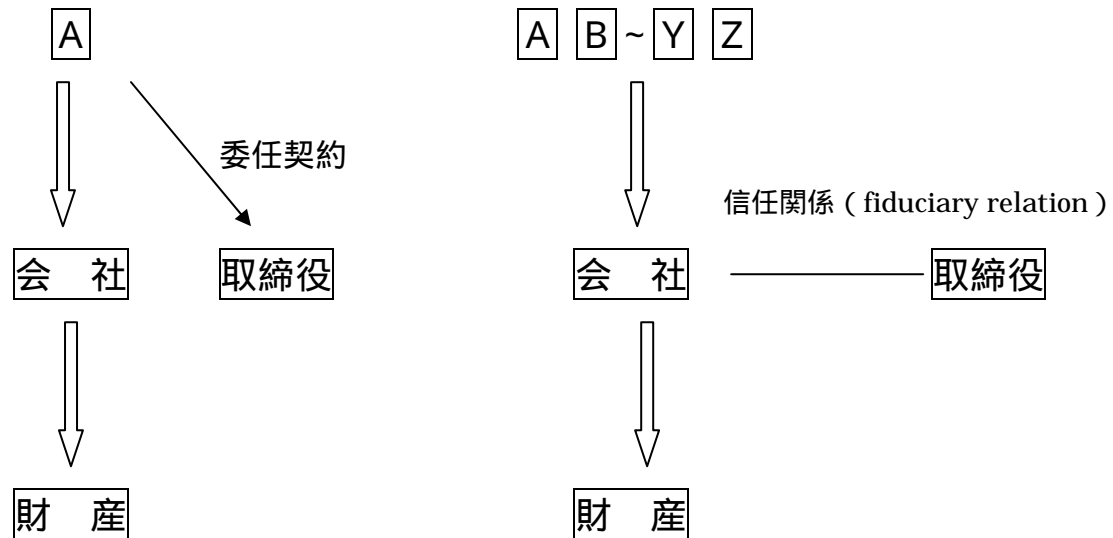 A
A B ~ Y Z
委任契約
信任関係（fiduciary relation）
会　社
取締役
会　社
取締役
財　産
財　産